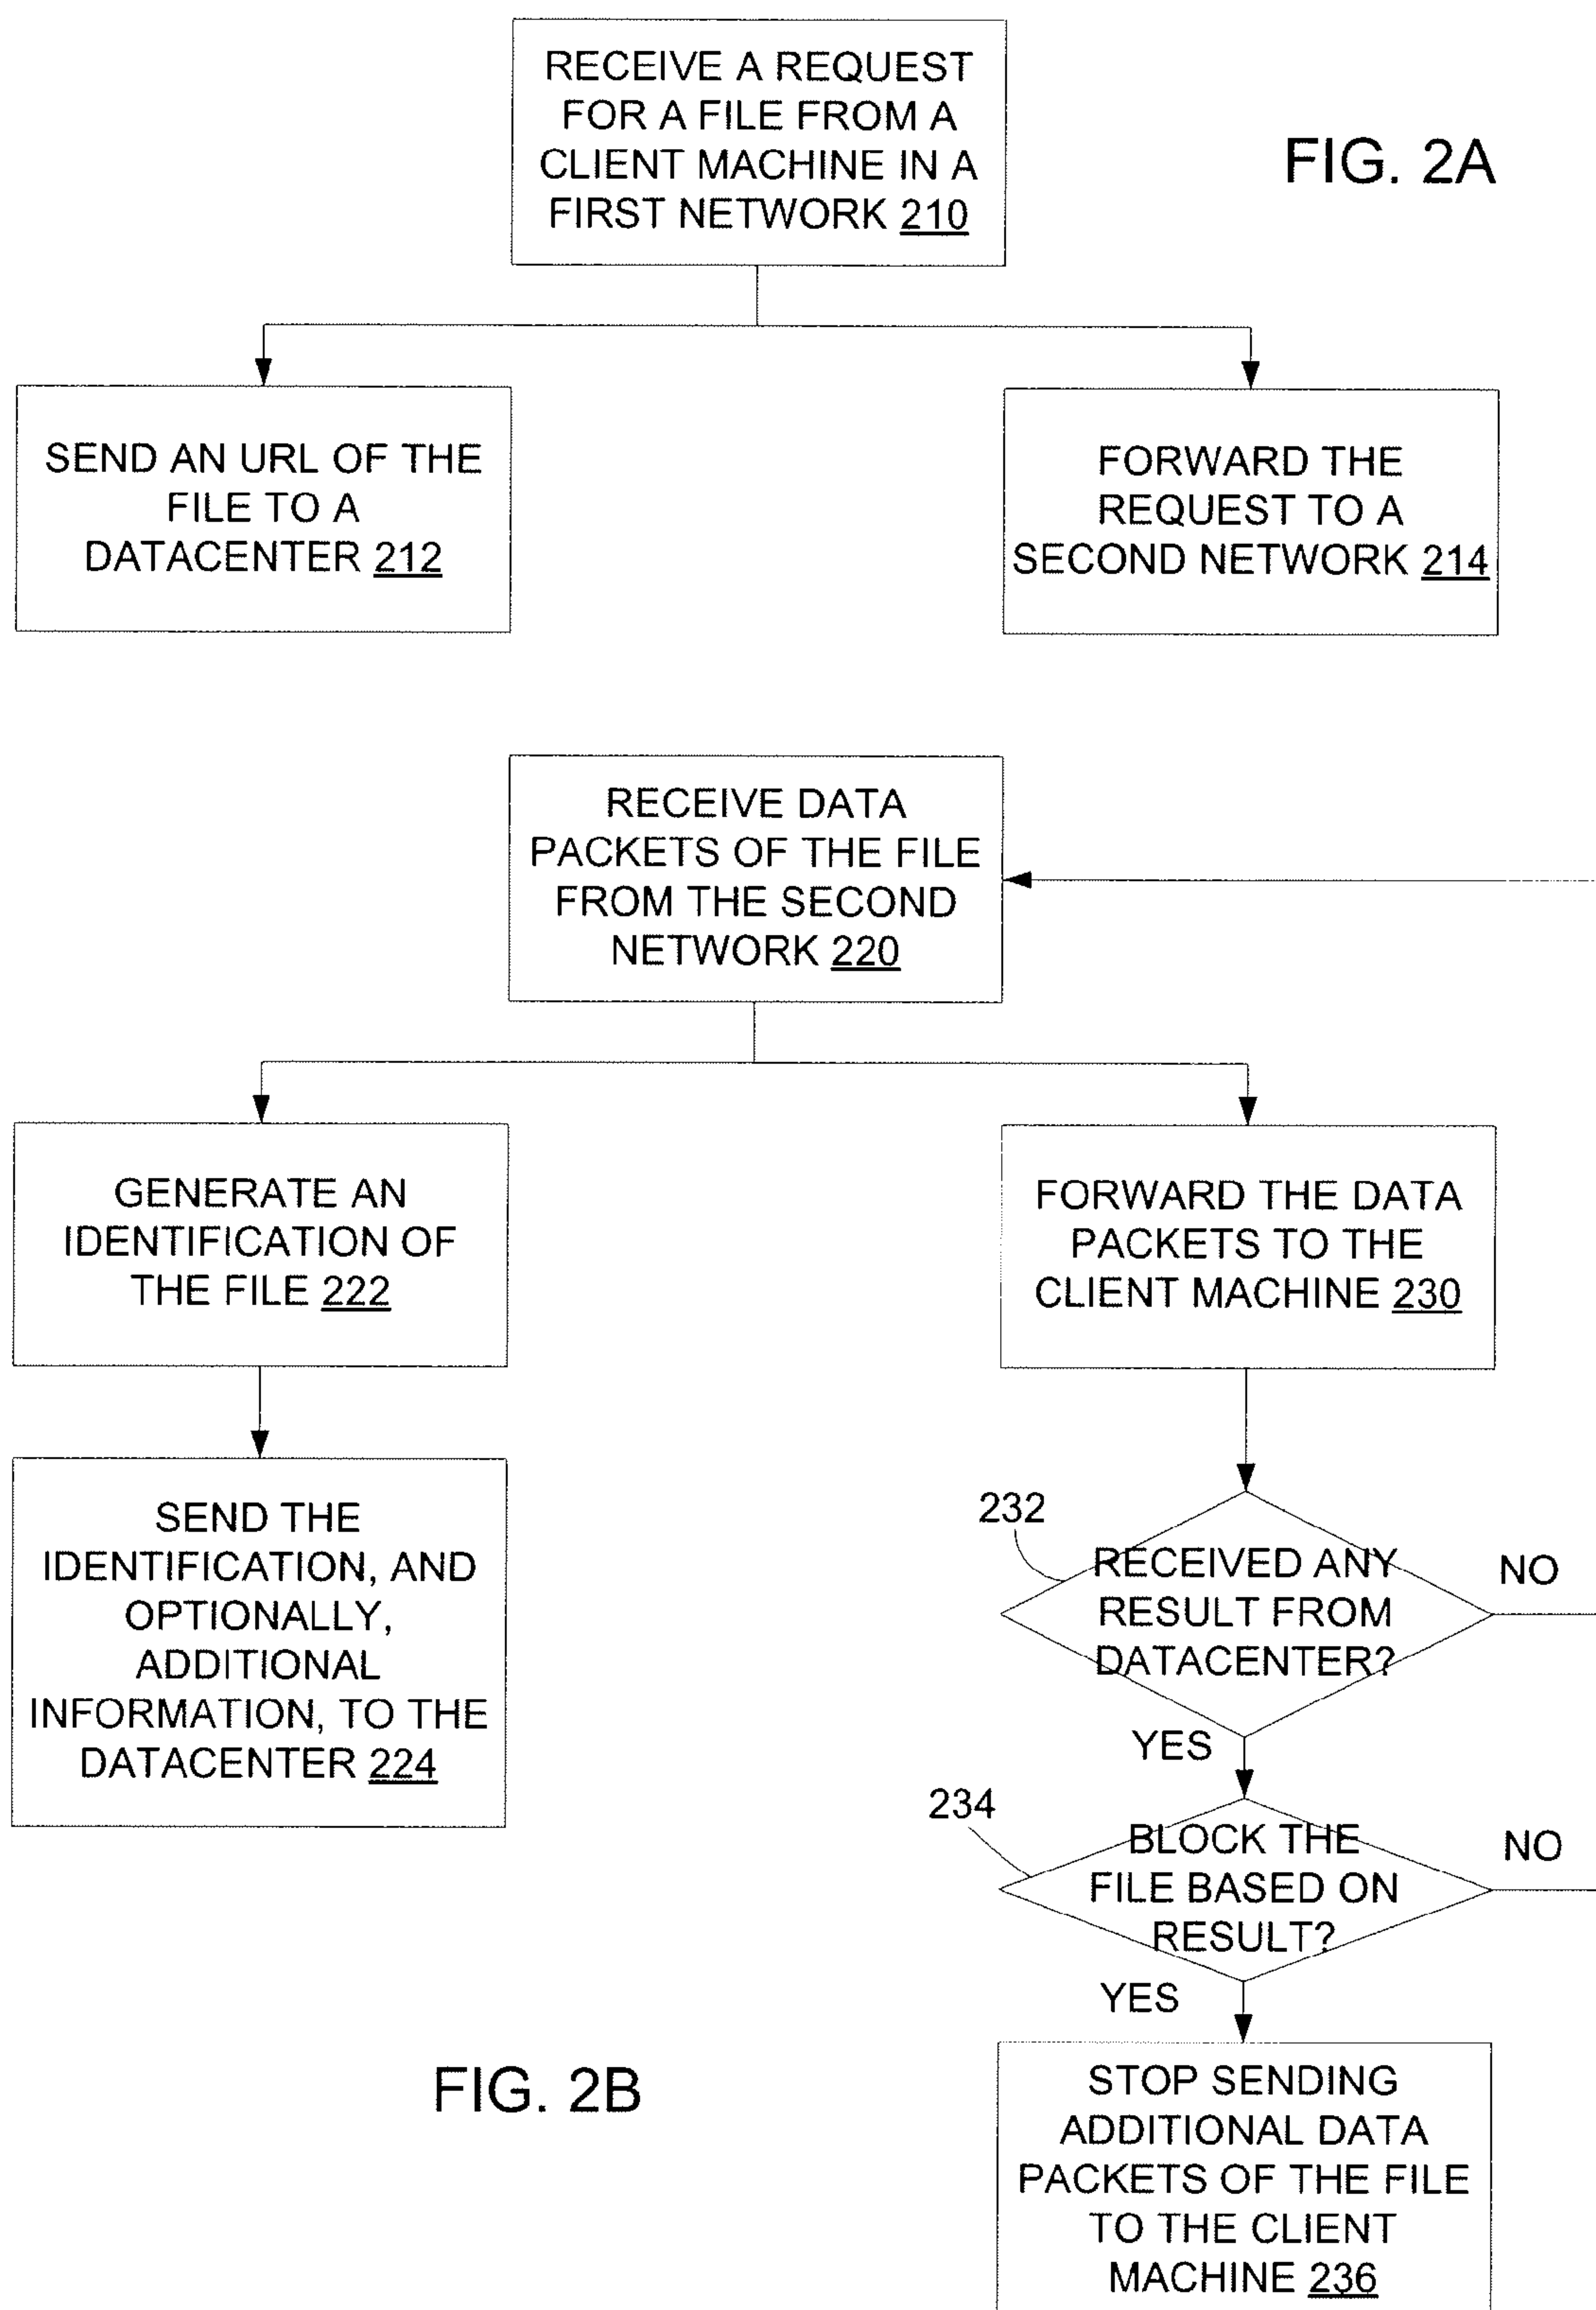 RECEIVE A REQUEST
FOR A FILE FROM A
CLIENT MACHINE IN A
FIRST NETWORK 210
FIG. 2A
SEND AN URL OF THE
FILE TO A
DATACENTER 212
FORWARD THE
REQUEST TO A
SECOND NETWORK 214
RECEIVE DATA
PACKETS OF THE FILE
FROM THE SECOND
NETWORK 220
GENERATE AN
IDENTIFICATION OF
THE FILE 222
FORWARD THE DATA
PACKETS TO THE
CLIENT MACHINE 230
SEND THE
IDENTIFICATION, AND
OPTIONALLY,
ADDITIONAL
INFORMATION, TO THE
DATACENTER 224
232
RECEIVED ANY
RESULT FROM
DATACENTER?
NO
YES
234
BLOCK THE
FILE BASED ON
RESULT?
NO
YES
STOP SENDING
ADDITIONAL DATA
PACKETS OF THE FILE
TO THE CLIENT
MACHINE 236
FIG. 2B